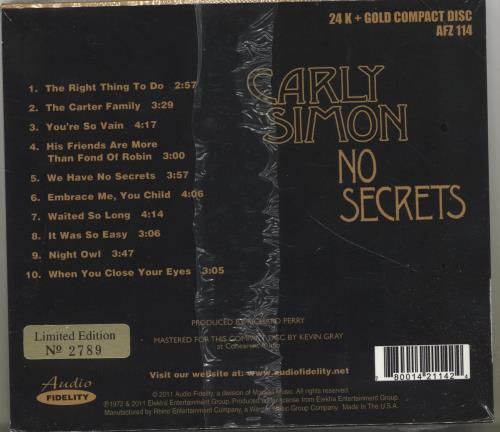 24 K + GOLD COMPACT DISC
AFZ 114
CARLY
SIMON
NO
SECRETS
1. The Right Thing To Do 2:57
2. The Carter Family 3:29
3. You're So Vain 4:17
4. His Friends Are More
Than Fond Of Robin 3:00
5. We Have No Secrets 3:57
6. Embrace Me, You Child 4:06
7. Waited So Long 4:14
8. It Was So Easy 3:06
9. Night Owl 3:47
10. When You Close Your Eyes 3:05
PRODUCED BY RICHARD PERRY
MASTERED FOR THIS COMPACT DISC BY KEVIN GRAY
at
Limited Edition
Nº 2789
Audio
FIDELITY
Visit our website at: www.audiofidelity.net
℗ 2011 Audio Fidelity, a division of Music. All rights reserved.
℗1972 & 2011 Elektra Entertainment Group. Produced under license from Elektra Entertainment Group.
Manufactured by Rhino Entertainment Company, a Warner Music Group Company. Made In The U.S.A.
780014 21142